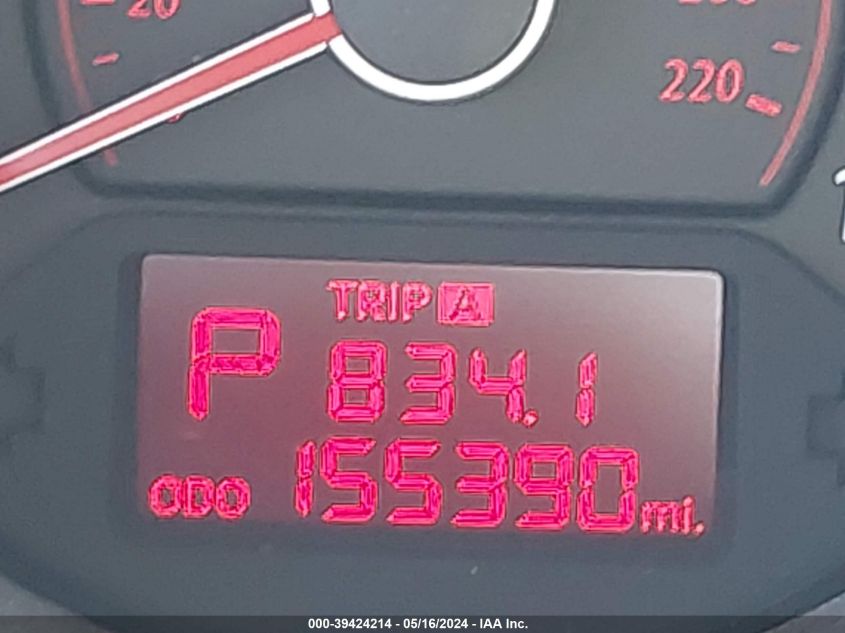 20
220
TRIP A
P 834.1
ODO 155390 mi.
000-39424214 - 05/16/2024 - IAA Inc.